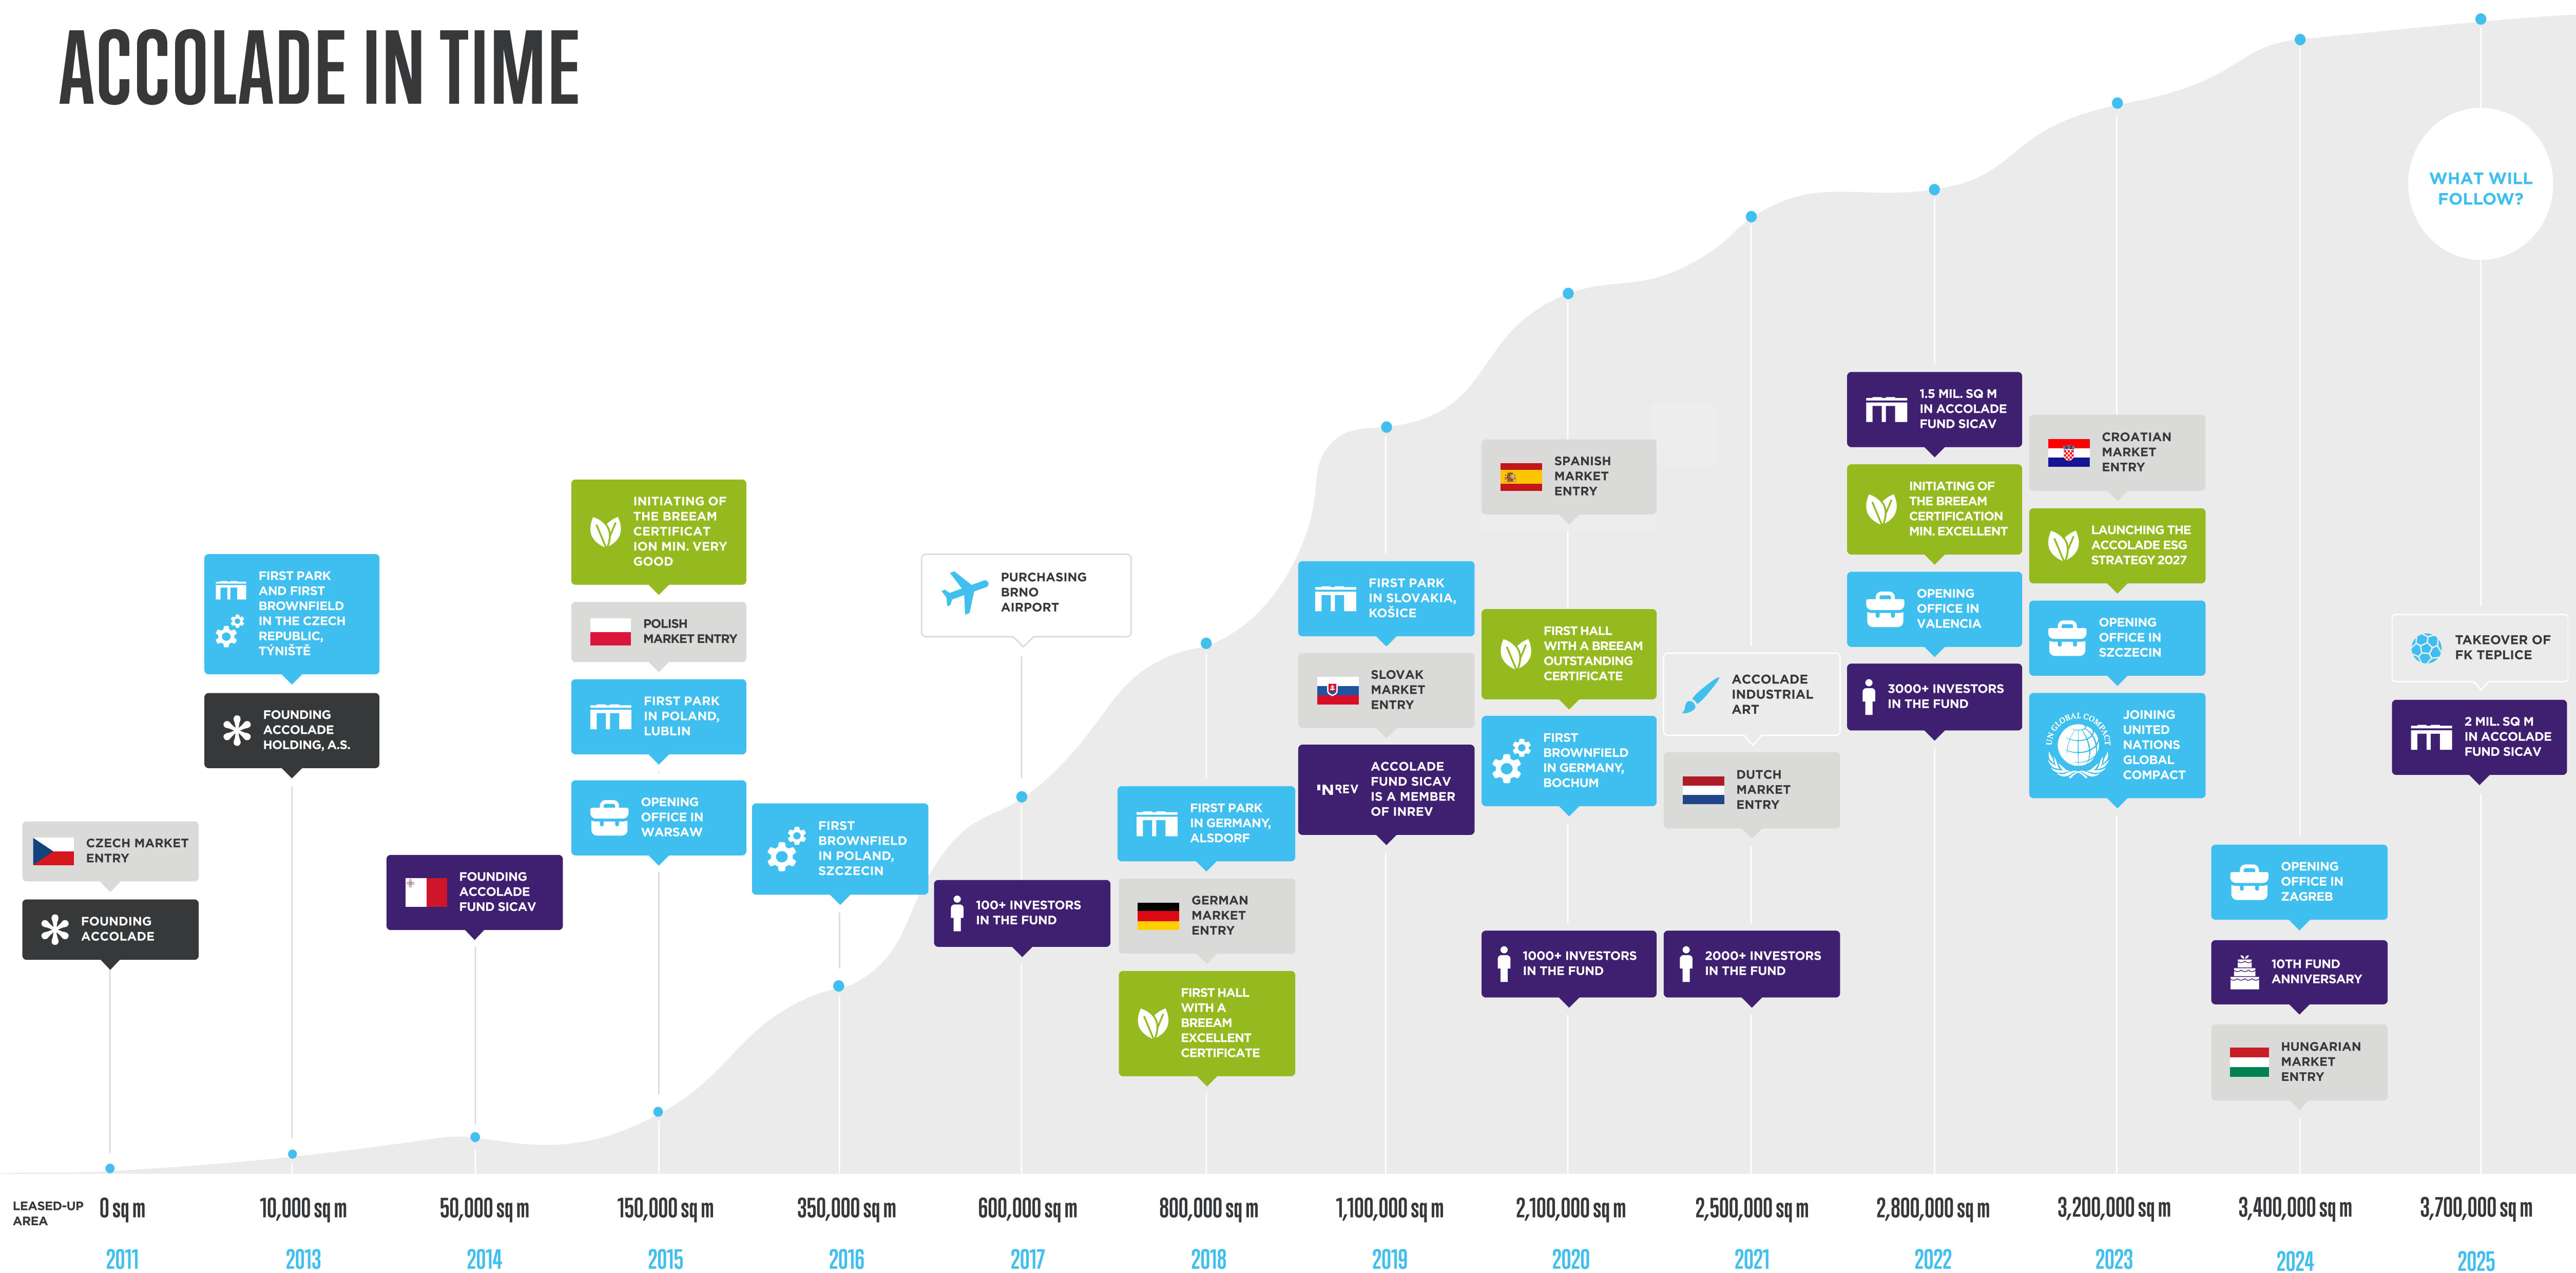 ACCOLADE IN TIME
WHAT WILL
FOLLOW?
CZECH MARKET
ENTRY
FOUNDING
ACCOLADE
FIRST PARK
AND FIRST
BROWNFIELD
IN THE CZECH
REPUBLIC,
TÝNIŠTĚ
FOUNDING
ACCOLADE
HOLDING, A.S.
FOUNDING
ACCOLADE
FUND SICAV
INITIATING OF
THE BREEAM
CERTIFICAT
ION MIN. VERY
GOOD
POLISH
MARKET ENTRY
FIRST PARK
IN POLAND,
LUBLIN
OPENING
OFFICE IN
WARSAW
FIRST
BROWNFIELD
IN POLAND,
SZCZECIN
PURCHASING
BRNO
AIRPORT
100+ INVESTORS
IN THE FUND
FIRST PARK
IN GERMANY,
ALSDORF
GERMAN
MARKET
ENTRY
FIRST HALL
WITH A
BREEAM
EXCELLENT
CERTIFICATE
FIRST PARK
IN SLOVAKIA,
KOŠICE
SLOVAK
MARKET
ENTRY
INREV
ACCOLADE
FUND SICAV
IS A MEMBER
OF INREV
SPANISH
MARKET
ENTRY
FIRST HALL
WITH A BREEAM
OUTSTANDING
CERTIFICATE
FIRST
BROWNFIELD
IN GERMANY,
BOCHUM
1000+ INVESTORS
IN THE FUND
ACCOLADE
INDUSTRIAL
ART
DUTCH
MARKET
ENTRY
2000+ INVESTORS
IN THE FUND
1.5 MIL. SQ M
IN ACCOLADE
FUND SICAV
INITIATING OF
THE BREEAM
CERTIFICATION
MIN. EXCELLENT
OPENING
OFFICE IN
VALENCIA
3000+ INVESTORS
IN THE FUND
CROATIAN
MARKET
ENTRY
LAUNCHING THE
ACCOLADE ESG
STRATEGY 2027
OPENING
OFFICE IN
SZCZECIN
UN GLOBAL COMPACT
JOINING
UNITED
NATIONS
GLOBAL
COMPACT
OPENING
OFFICE IN
ZAGREB
10TH FUND
ANNIVERSARY
HUNGARIAN
MARKET
ENTRY
TAKEOVER OF
FK TEPLICE
2 MIL. SQ M
IN ACCOLADE
FUND SICAV
LEASED-UP
AREA
0 sq m 10,000 sq m 50,000 sq m 150,000 sq m 350,000 sq m 600,000 sq m 800,000 sq m 1,100,000 sq m 2,100,000 sq m 2,500,000 sq m 2,800,000 sq m 3,200,000 sq m 3,400,000 sq m 3,700,000 sq m
2011 2013 2014 2015 2016 2017 2018 2019 2020 2021 2022 2023 2024 2025